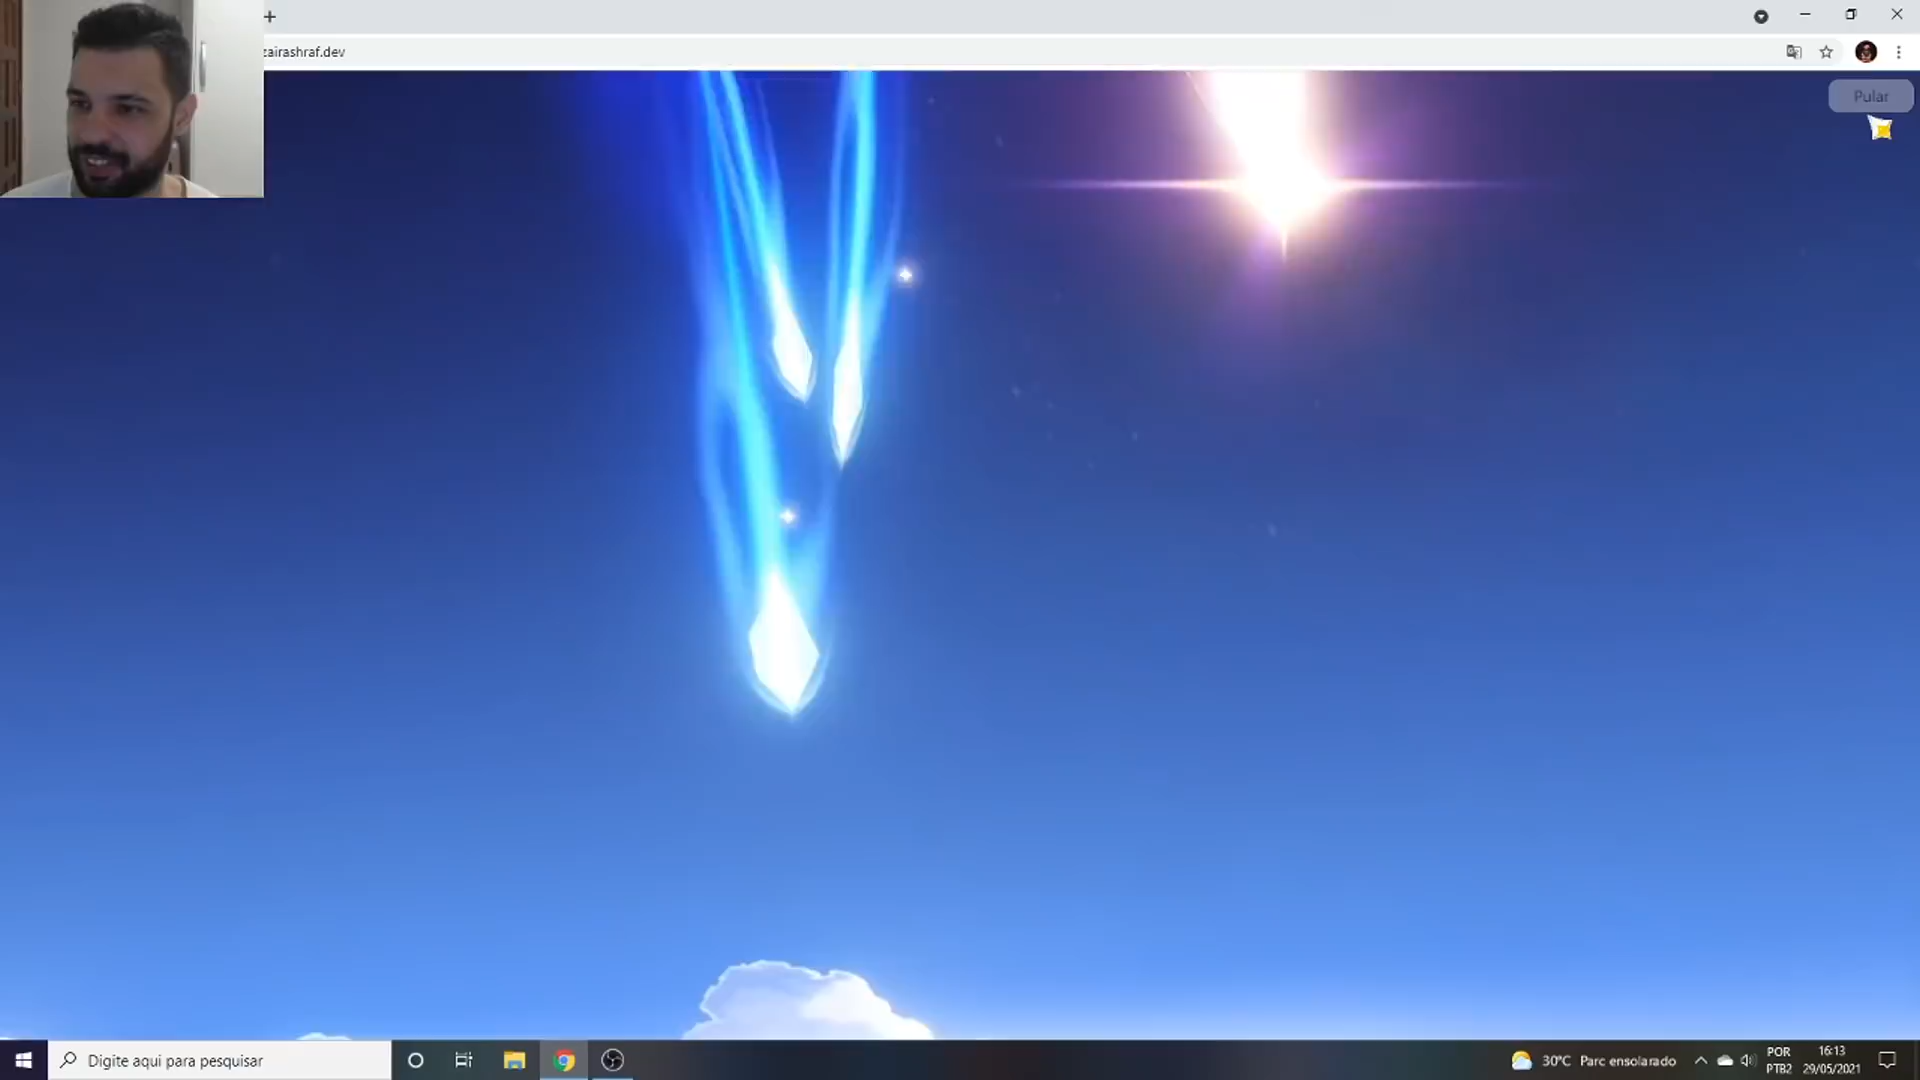 zairashraf.dev
Pular
Digite aqui para pesquisar
30°C Parc ensolarado
POR
PTB2
16:13
29/05/2021